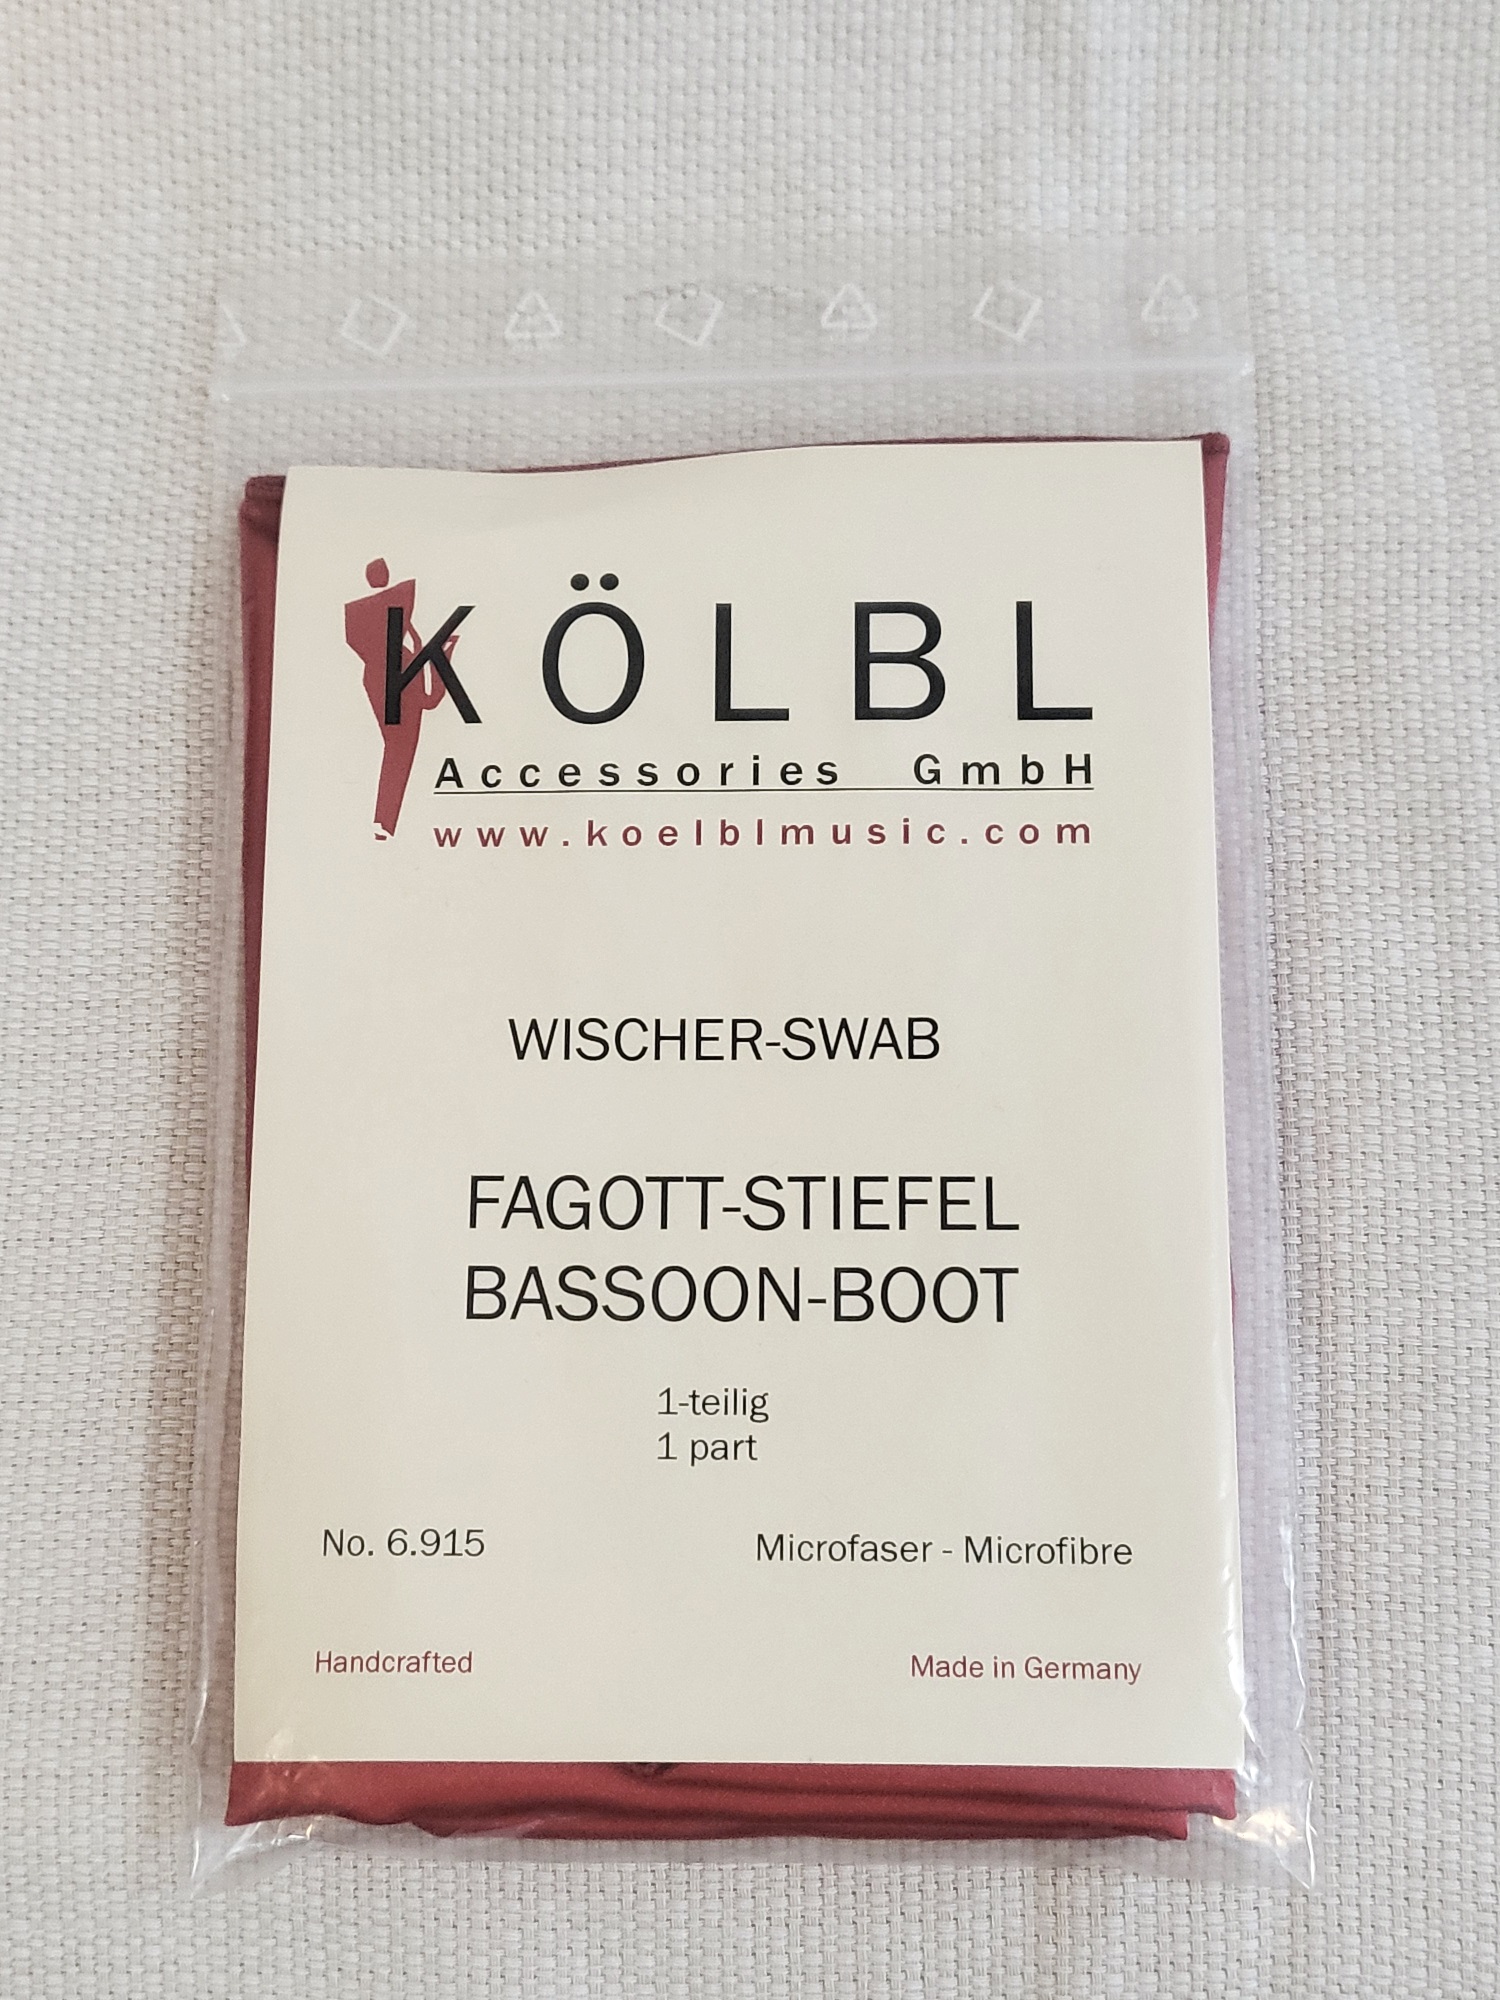 KÖLBL
Accessories GmbH
www.koelblmusic.com
WISCHER-SWAB
FAGOTT-STIEFEL
BASSOON-BOOT
1-teilig
1 part
No. 6.915
Microfaser - Microfibre
Handcrafted
Made in Germany